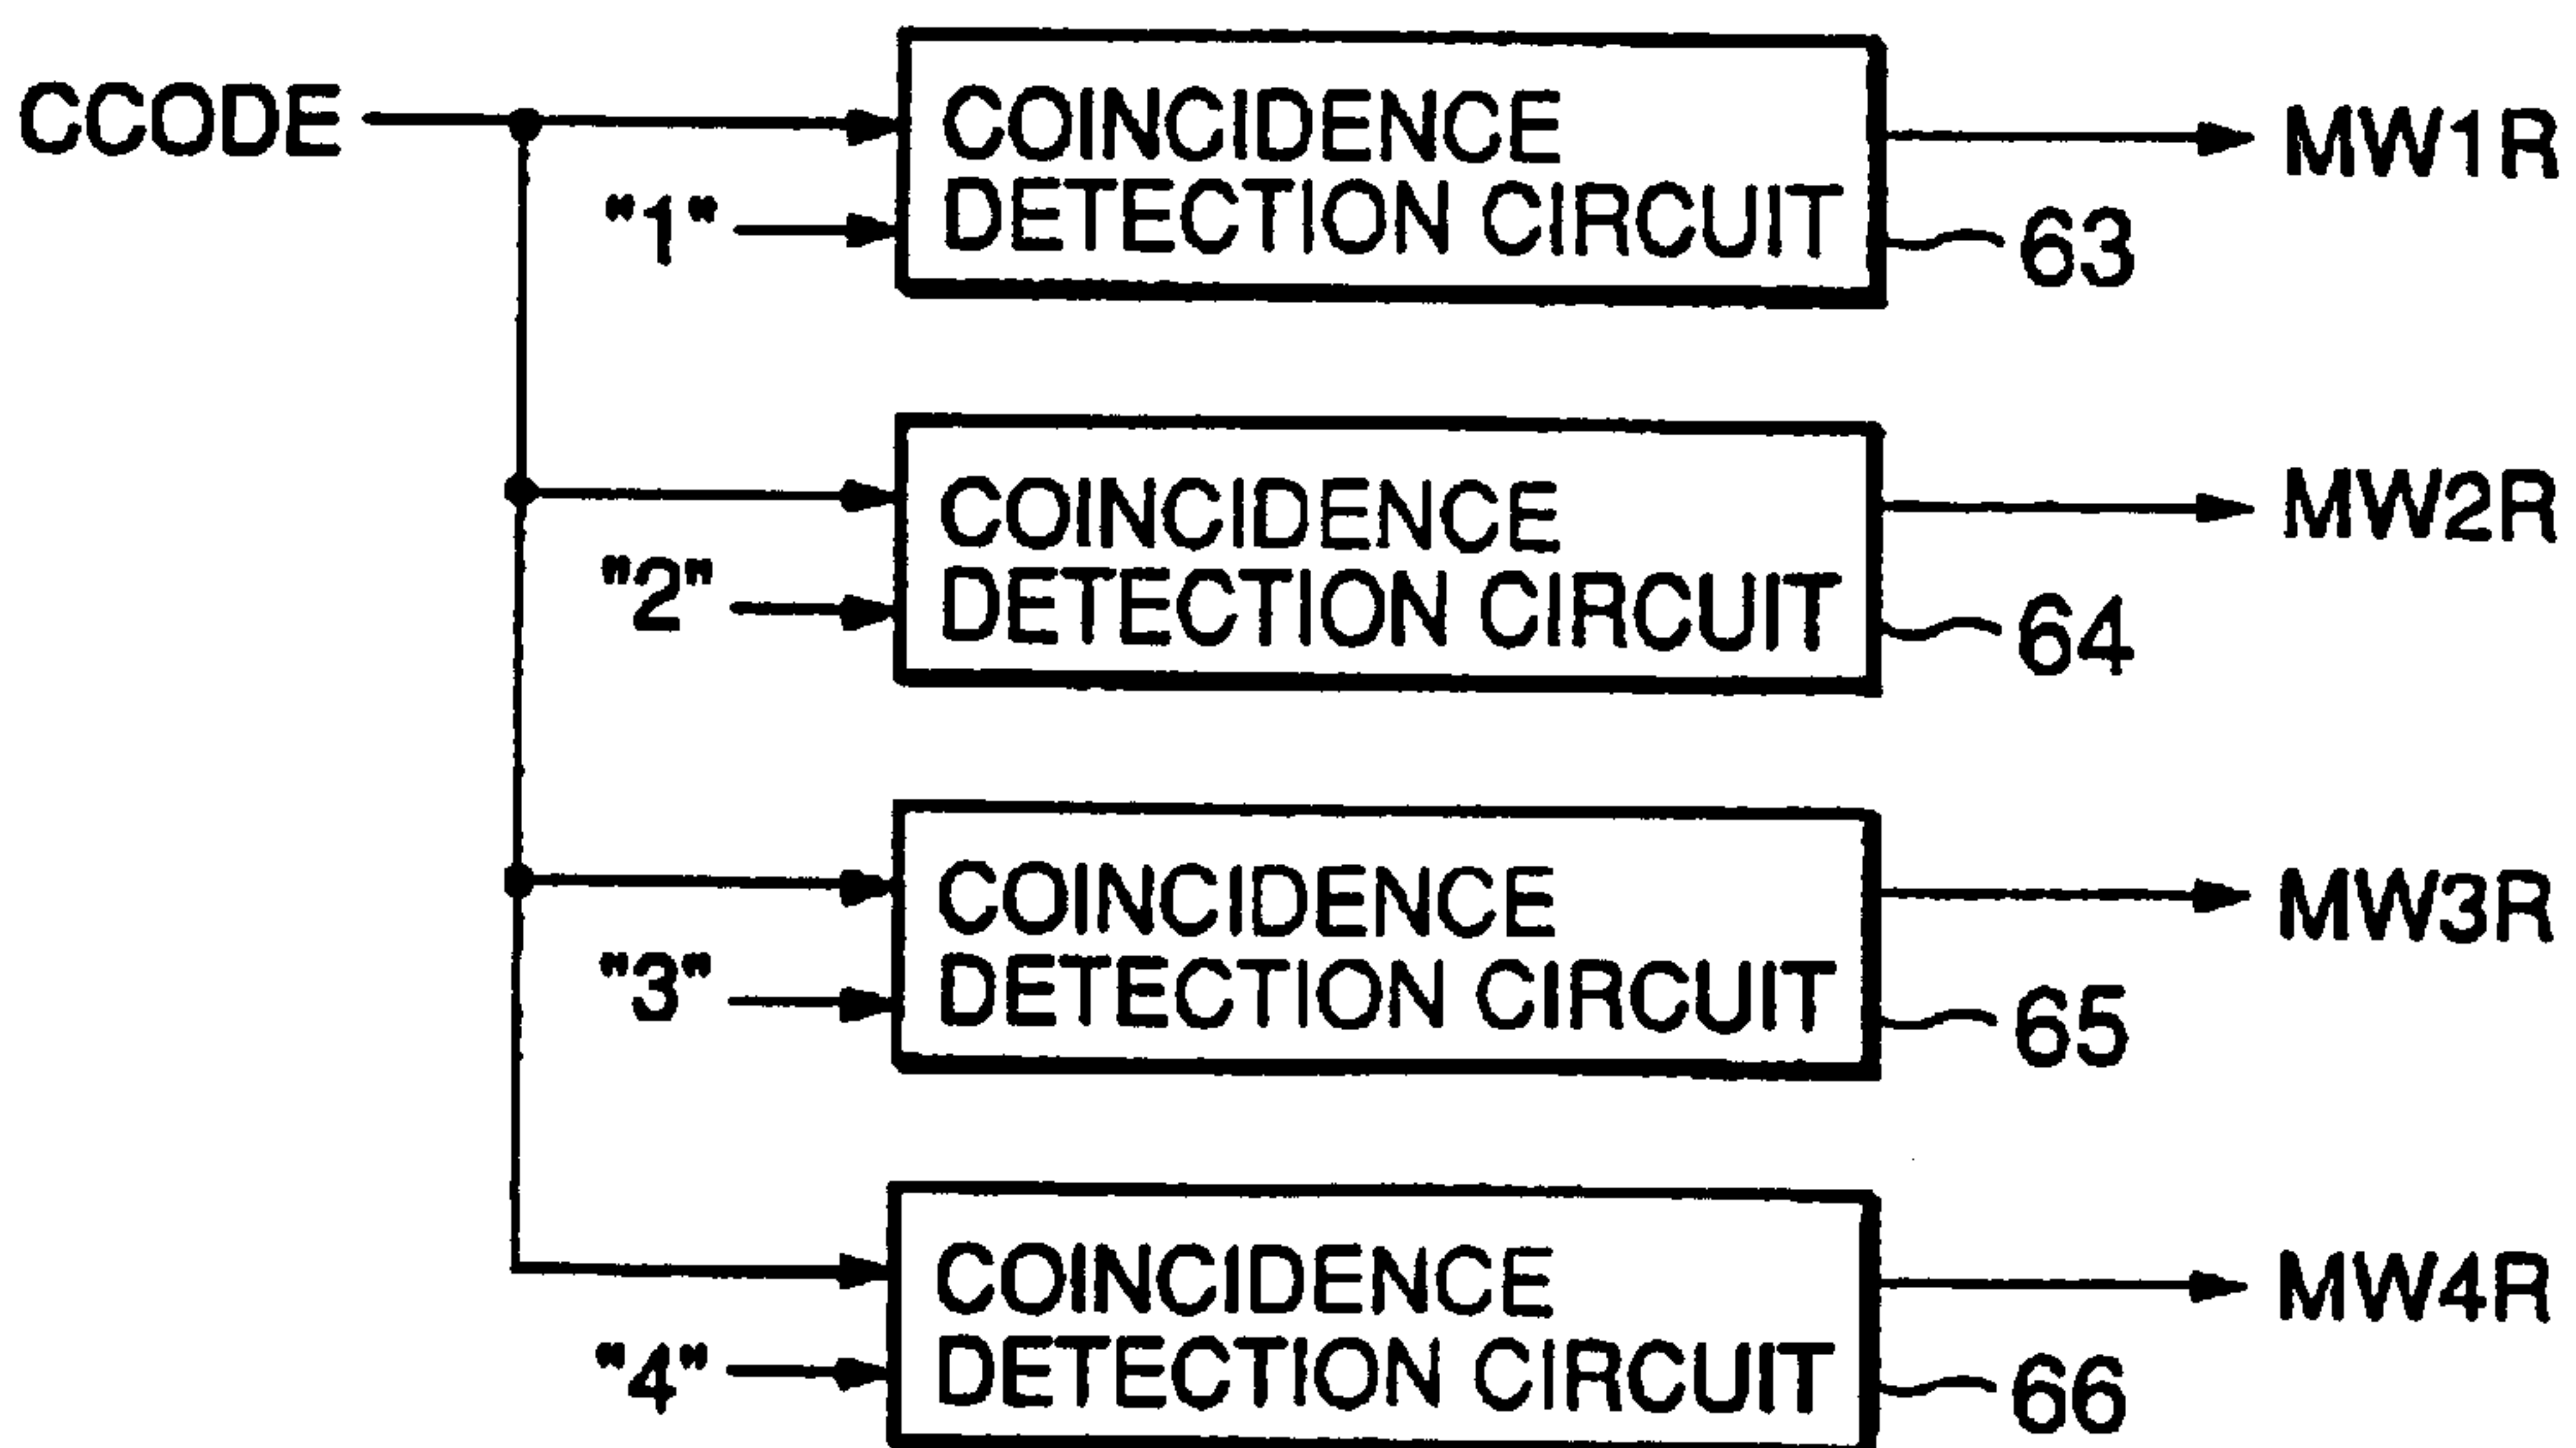 CCODE
COINCIDENCE
DETECTION CIRCUIT
"1"
MW1R
63
COINCIDENCE
DETECTION CIRCUIT
"2"
MW2R
64
COINCIDENCE
DETECTION CIRCUIT
"3"
MW3R
65
COINCIDENCE
DETECTION CIRCUIT
"4"
MW4R
66